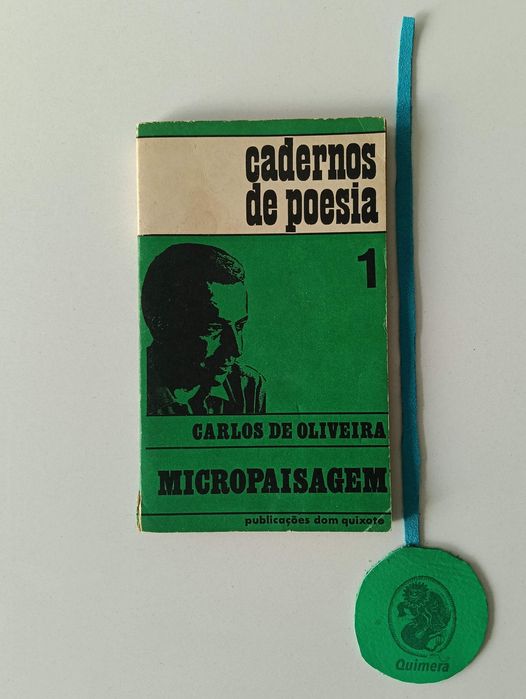 cadernos
de poesia
1
CARLOS DE OLIVEIRA
MICROPAISAGEM
publicações dom quixote
Quimera